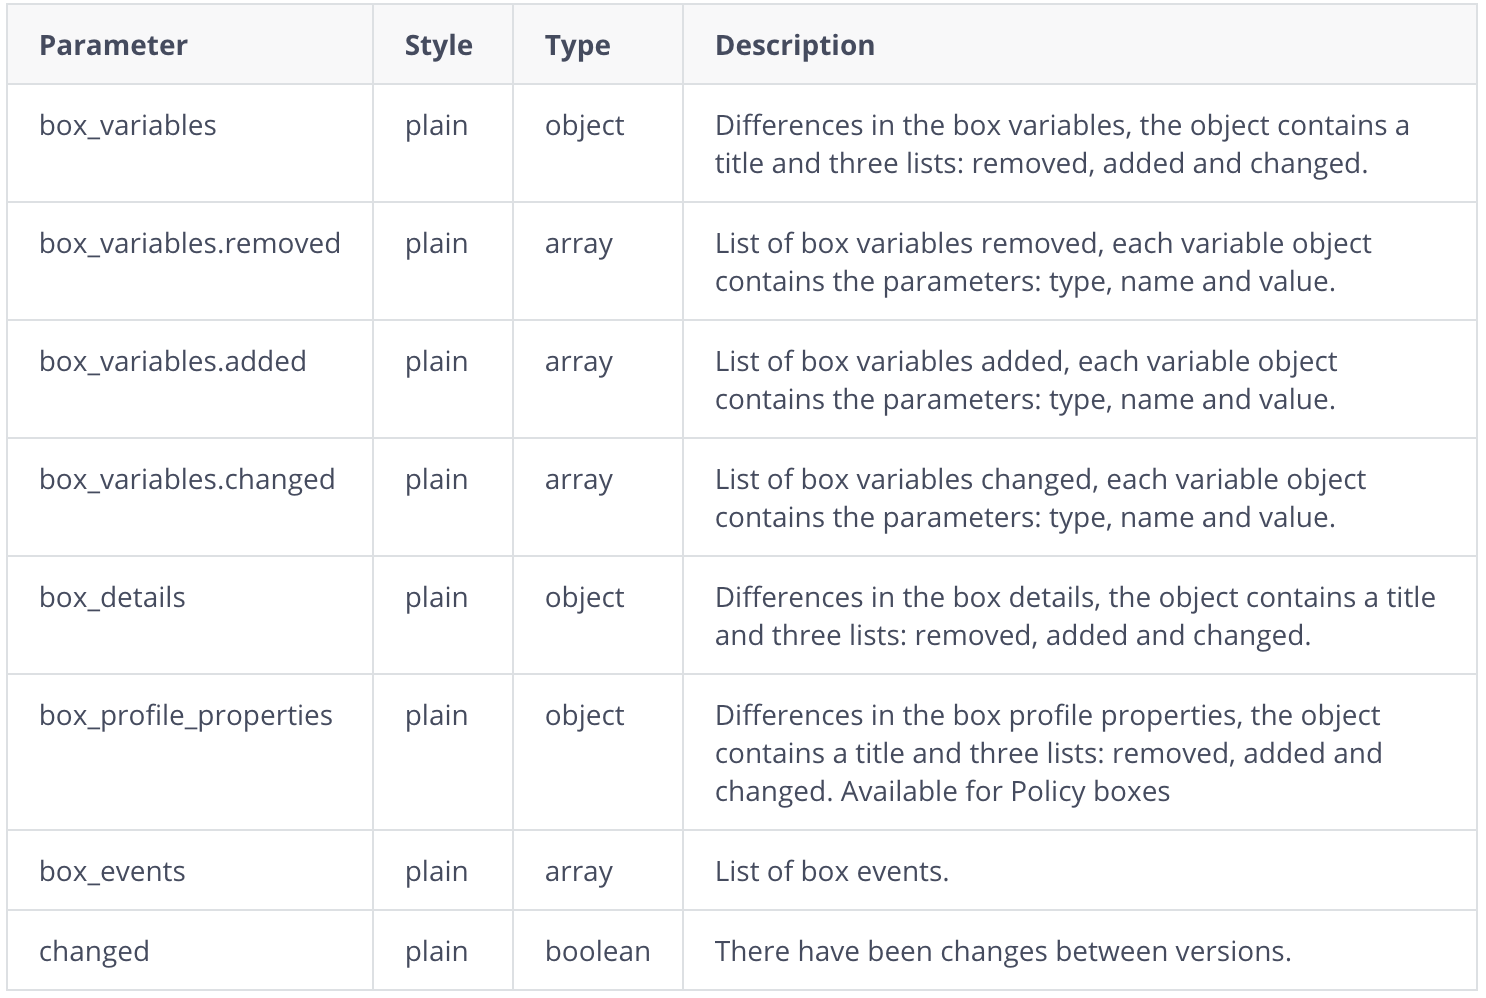 Parameter Style Type Description
box_variables plain object Differences in the box variables, the object contains a
title and three lists: removed, added and changed.
box_variables.removed plain array List of box variables removed, each variable object
contains the parameters: type, name and value.
box_variables.added plain array List of box variables added, each variable object
contains the parameters: type, name and value.
box_variables.changed plain array List of box variables changed, each variable object
contains the parameters: type, name and value.
box_details plain object Differences in the box details, the object contains a title
and three lists: removed, added and changed.
box_profile_properties plain object Differences in the box profile properties, the object
contains a title and three lists: removed, added and
changed. Available for Policy boxes
box_events plain array List of box events.
changed plain boolean There have been changes between versions.